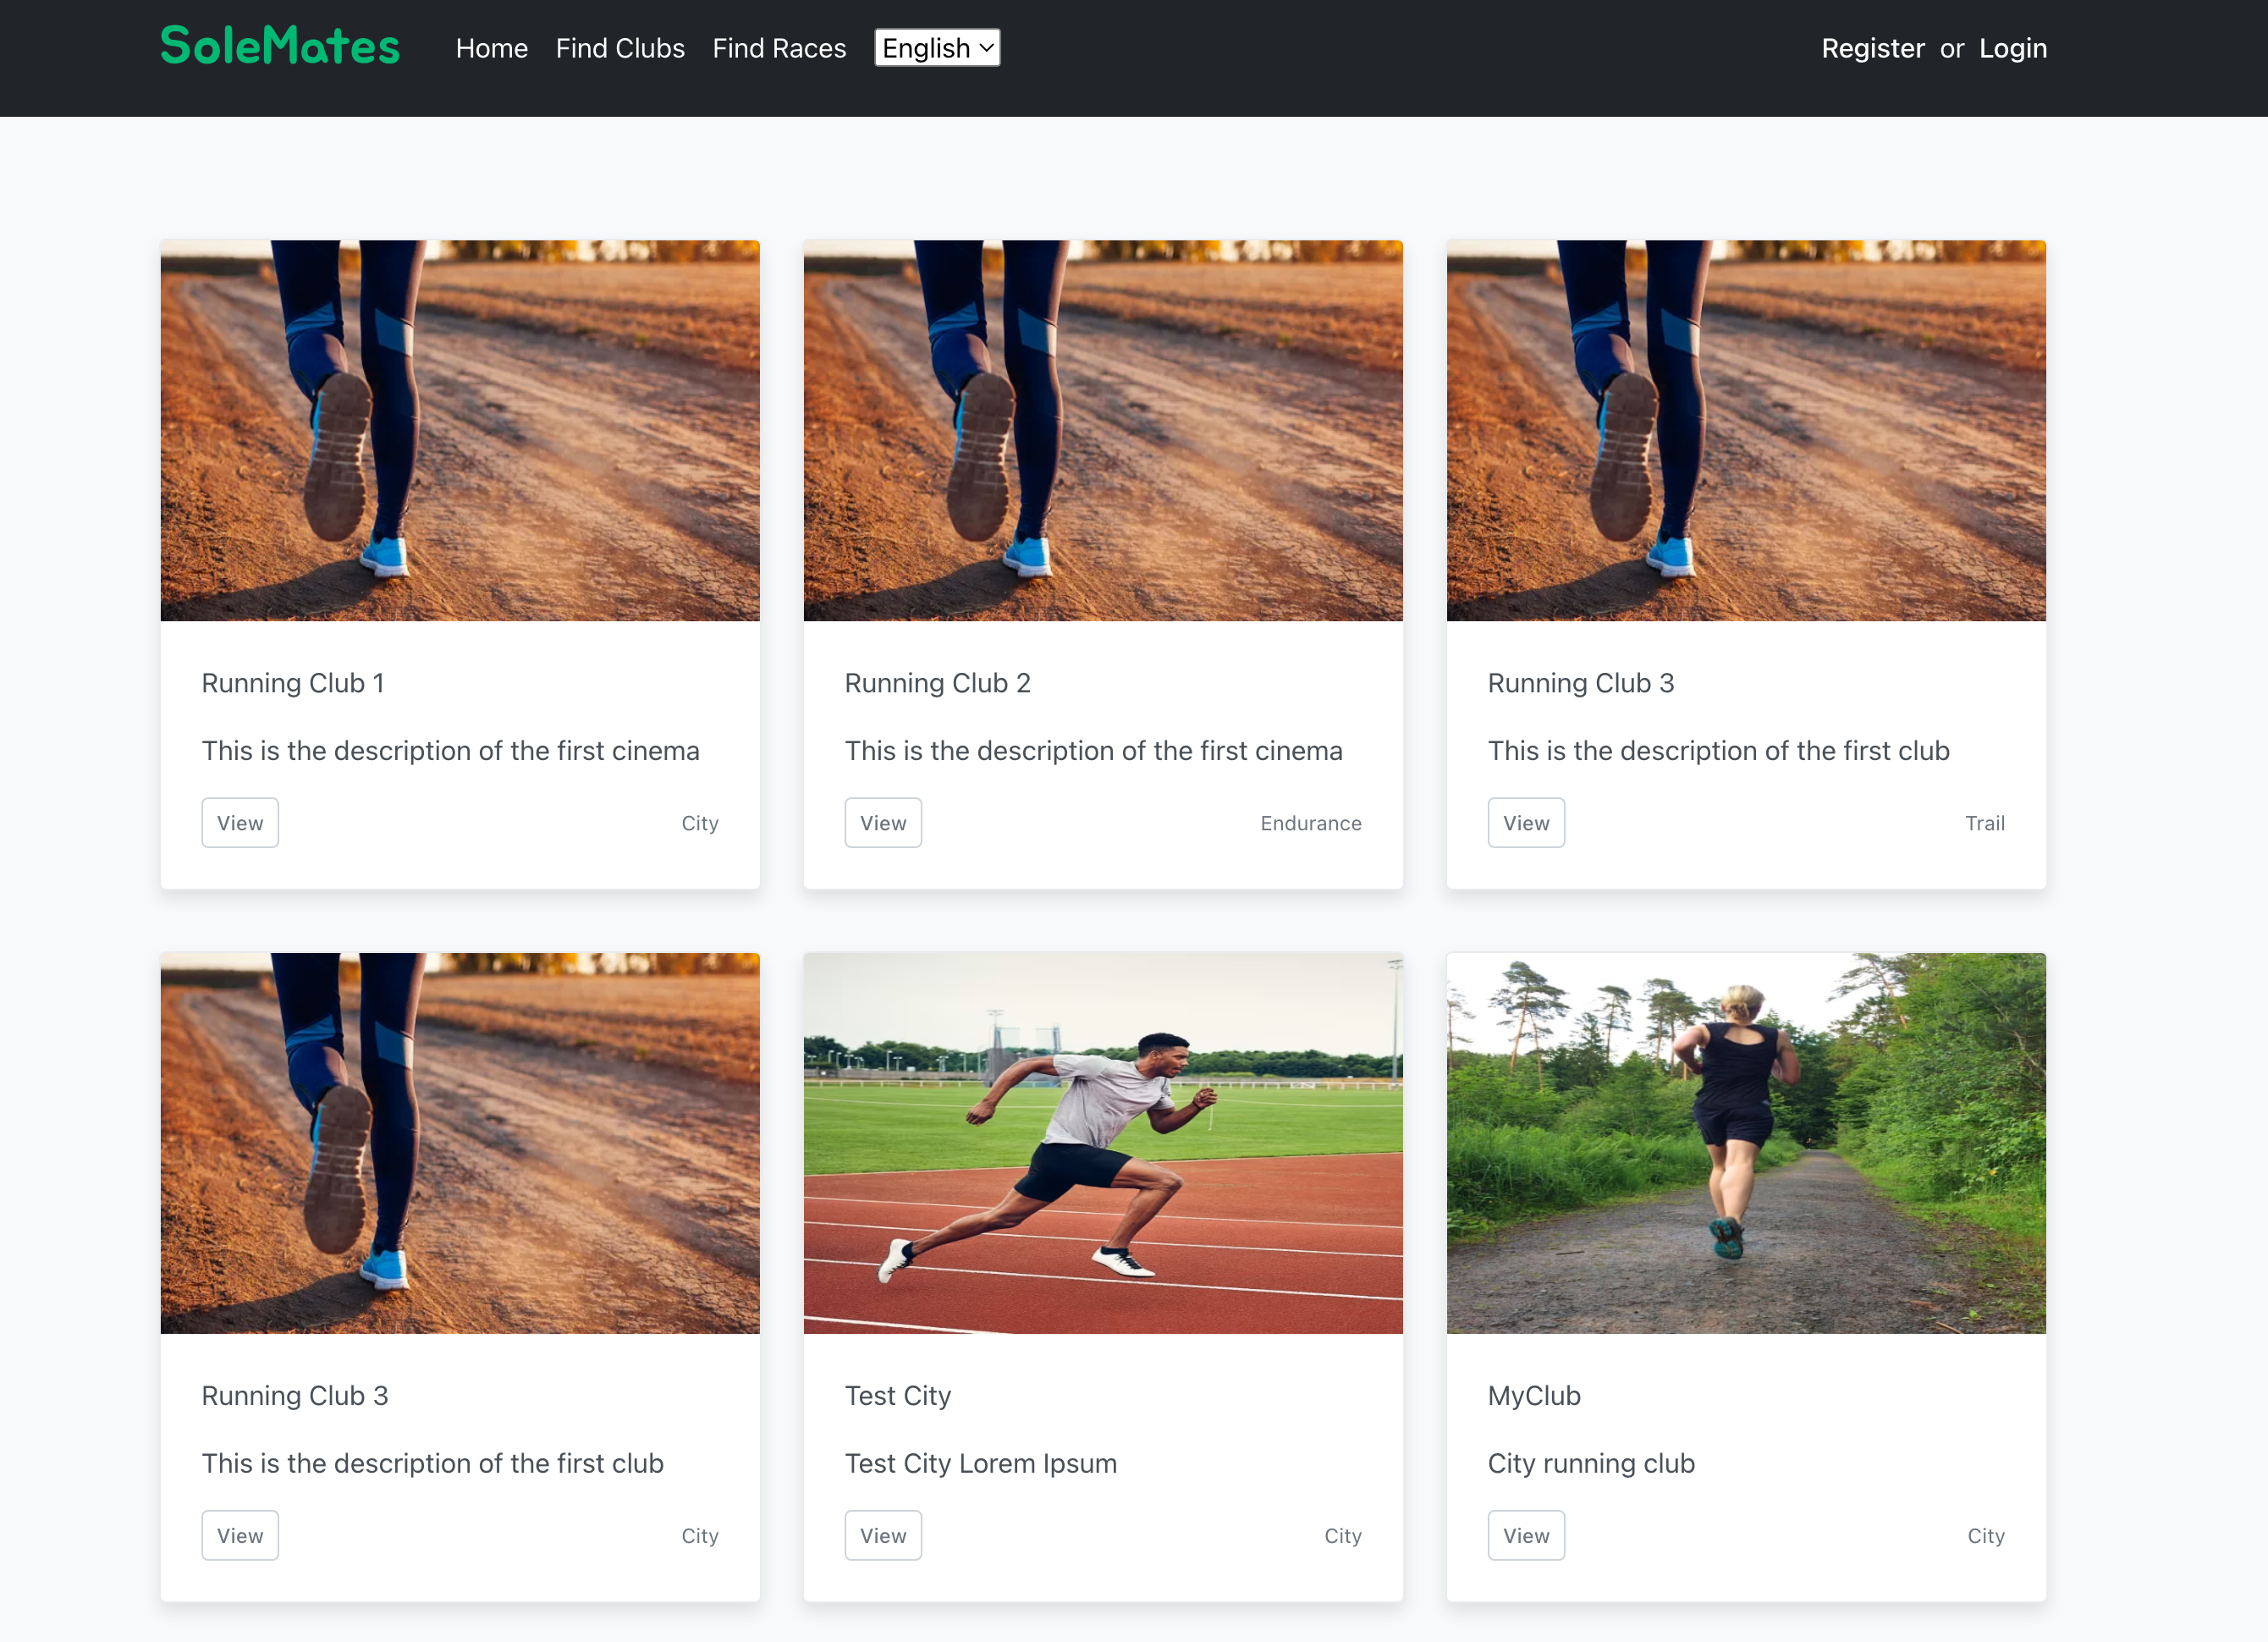 SoleMates
Home
Find Clubs
Find Races
English
Register or Login
Running Club 1
This is the description of the first cinema
View
City
Running Club 2
This is the description of the first cinema
View
Endurance
Running Club 3
This is the description of the first club
View
Trail
Running Club 3
This is the description of the first club
View
City
Test City
Test City Lorem Ipsum
View
City
MyClub
City running club
View
City